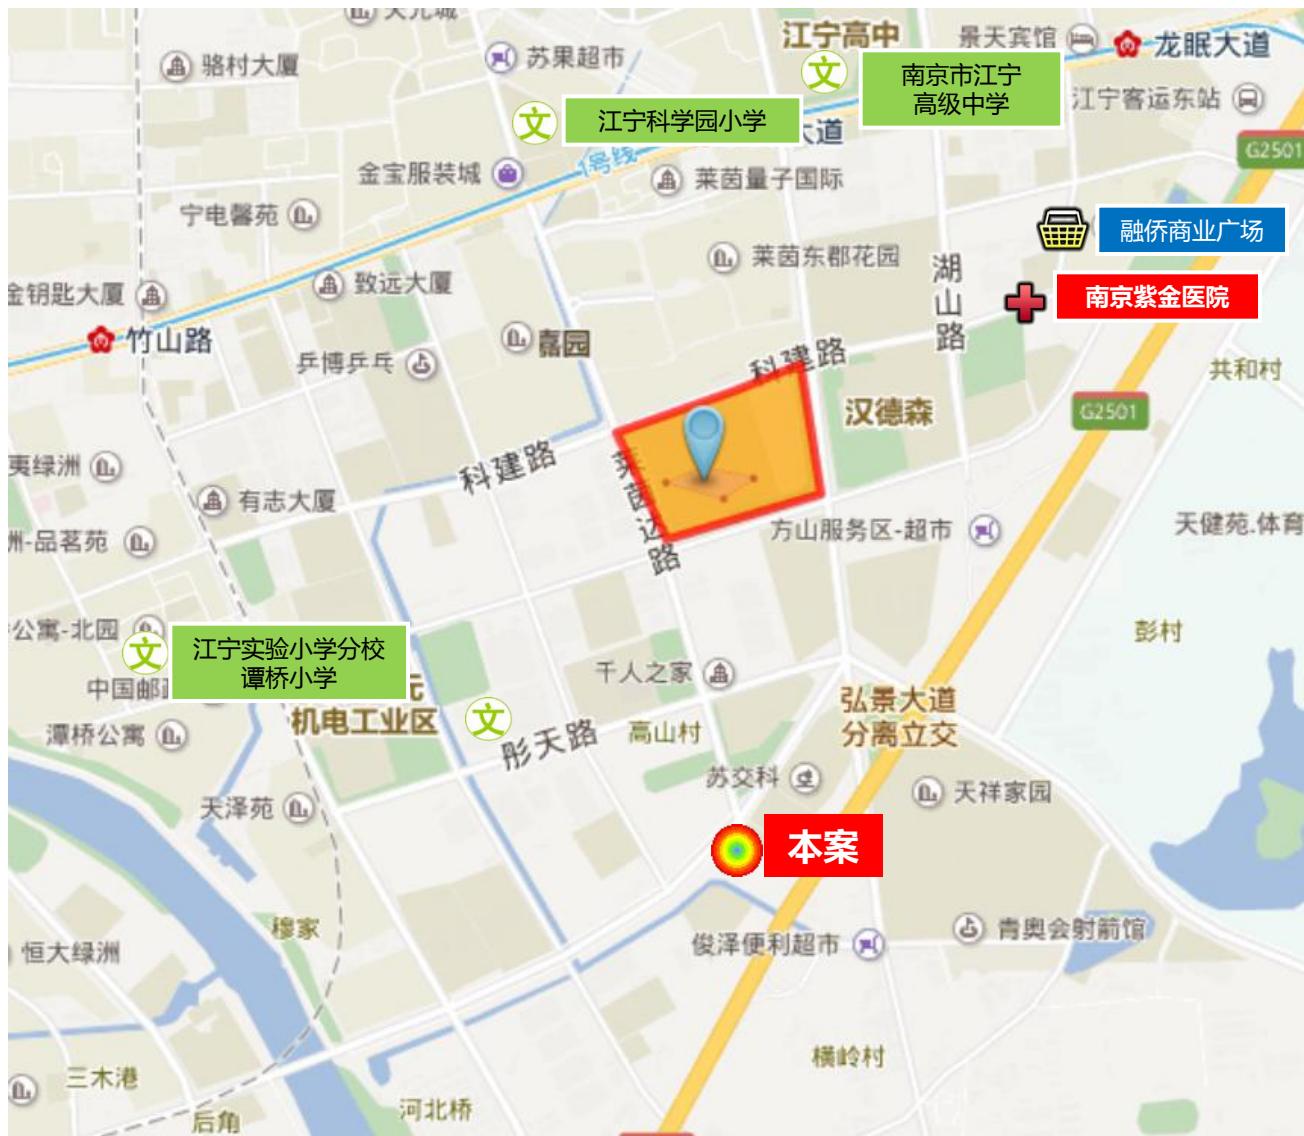 天元城
骆村大厦
苏果超市
江宁高中
景天宾馆
龙眠大道
南京市江宁
高级中学
江宁客运东站
江宁科学园小学
大道
1号线
G2501
金宝服装城
莱茵量子国际
宁电馨苑
融侨商业广场
莱茵东郡花园
湖山路
金钥匙大厦
致远大厦
南京紫金医院
竹山路
嘉园
乒博乒乓
科建路
共和村
汉德森
G2501
夷绿洲
科建路
莱茵达路
有志大厦
方山服务区-超市
天健苑.体育
洲-品茗苑
公寓-北园
江宁实验小学分校
谭桥小学
彭村
千人之家
中国邮政
元
机电工业区
弘景大道
分离立交
潭桥公寓
彤天路
高山村
苏交科
天祥家园
天泽苑
本案
穆家
恒大绿洲
俊泽便利超市
青奥会射箭馆
横岭村
三木港
后角
河北桥